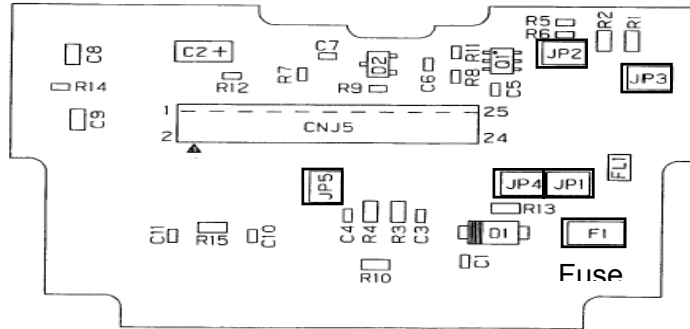 R5
R6
R2
R1
C8
C2+
C7
Q2
R11
Q1
JP2
R14
R12
R7
R9
C6
R8
C5
JP3
C9
1
25
CNJ5
2
24
JP5
JP4
JP1
FL1
R13
C11
R15
C10
C4
R4
R3
C3
D1
F1
R10
C1
Fuse